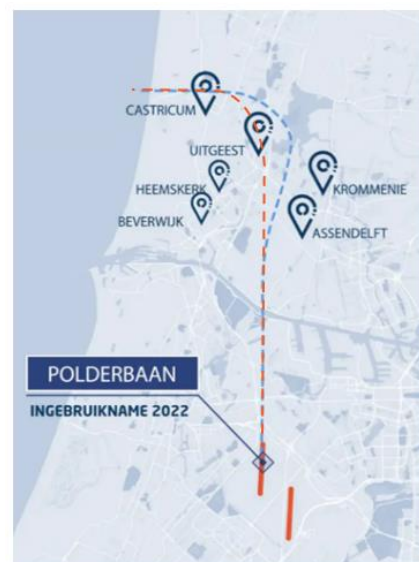 CASTRICUM
UITGEEST
HEEMSKERK
KROMMENIE
BEVERWIJK
ASSENDELFT
POLDERBAAN
INGEBRUIKNAME 2022